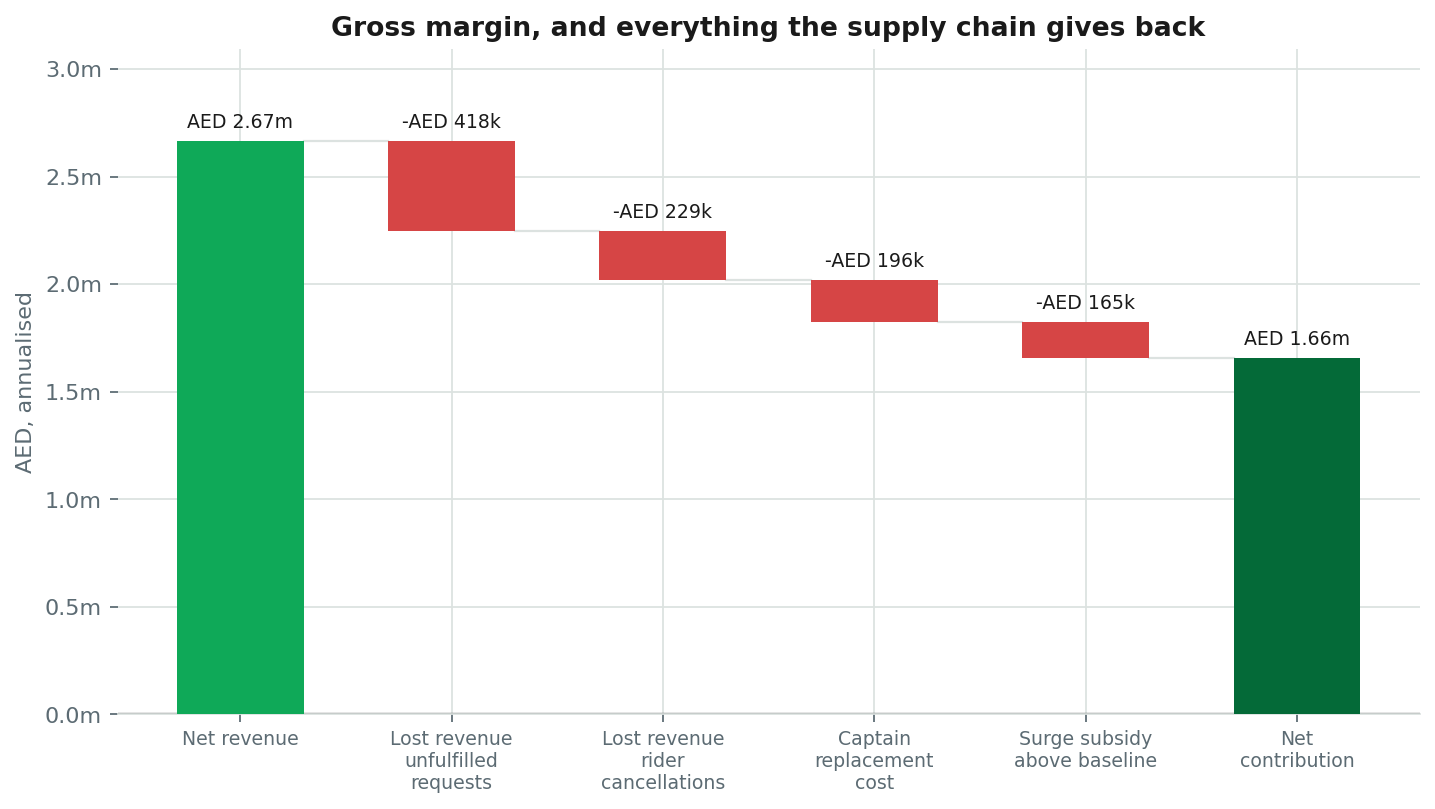 Gross margin, and everything the supply chain gives back
AED, annualised
3.0m
2.5m
2.0m
1.5m
1.0m
0.5m
0.0m
AED 2.67m
-AED 418k
-AED 229k
-AED 196k
-AED 165k
AED 1.66m
Net revenue
Lost revenue
unfulfilled
requests
Lost revenue
rider
cancellations
Captain
replacement
cost
Surge subsidy
above baseline
Net
contribution